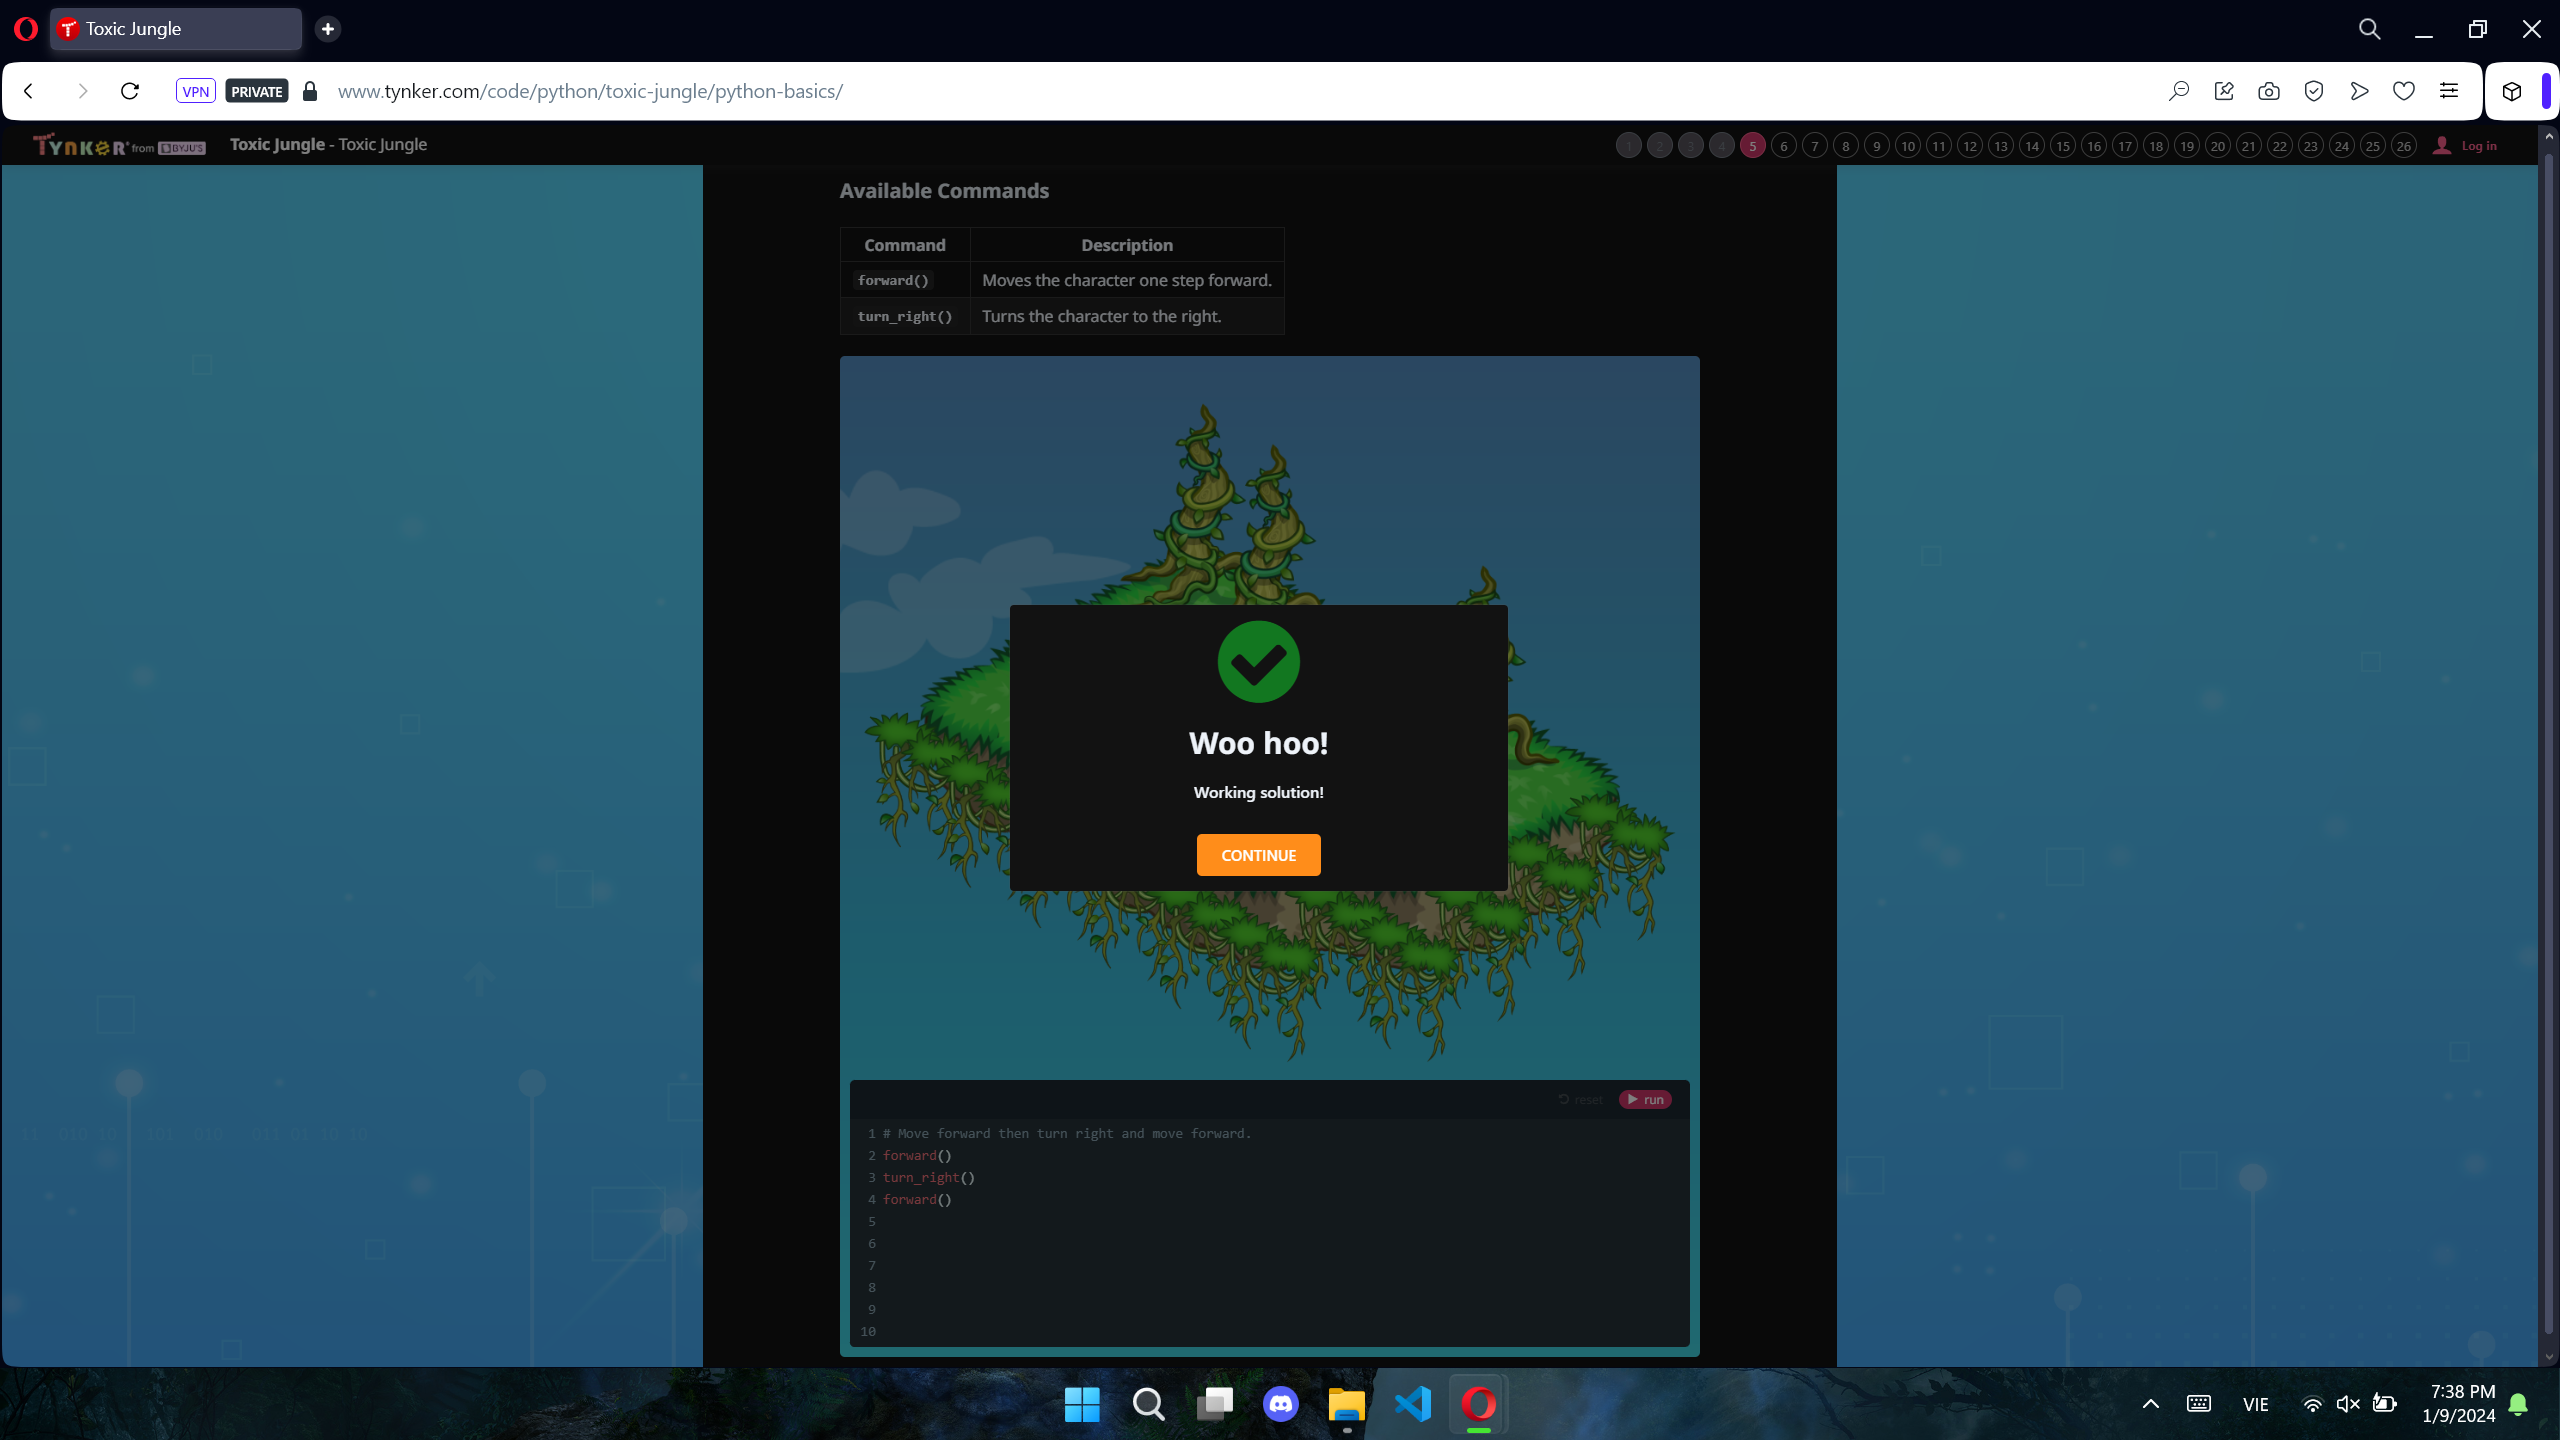 Toxic Jungle
VPN PRIVATE www.tynker.com/code/python/toxic-jungle/python-basics/
TYNKER from BYJU'S Toxic Jungle - Toxic Jungle 1 2 3 4 5 6 7 8 9 10 11 12 13 14 15 16 17 18 19 20 21 22 23 24 25 26 Log in
Available Commands
Command Description
forward() Moves the character one step forward.
turn_right() Turns the character to the right.
Woo hoo!
Working solution!
CONTINUE
reset run
1 # Move forward then turn right and move forward.
2 forward()
3 turn_right()
4 forward()
5
6
7
8
9
10
VIE 7:38 PM
1/9/2024